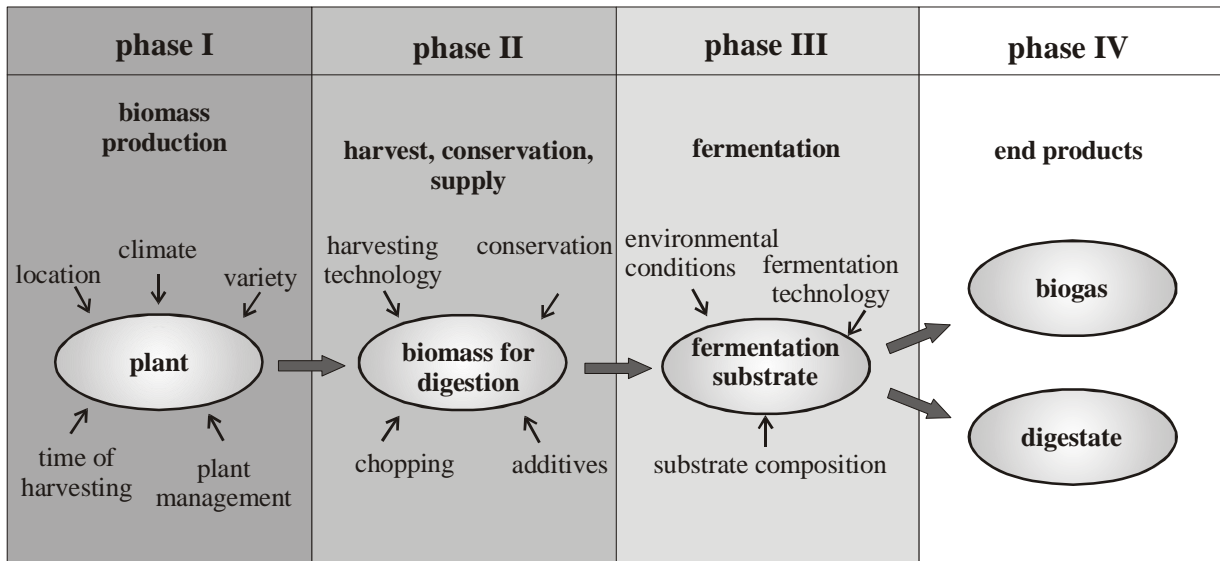 phase I
phase II
phase III
phase IV
biomass
production
harvest, conservation,
supply
fermentation
end products
location
climate
variety
plant
time of
harvesting
plant
management
harvesting
technology
conservation
biomass for
digestion
chopping
additives
environmental
conditions
fermentation
technology
fermentation
substrate
substrate composition
biogas
digestate